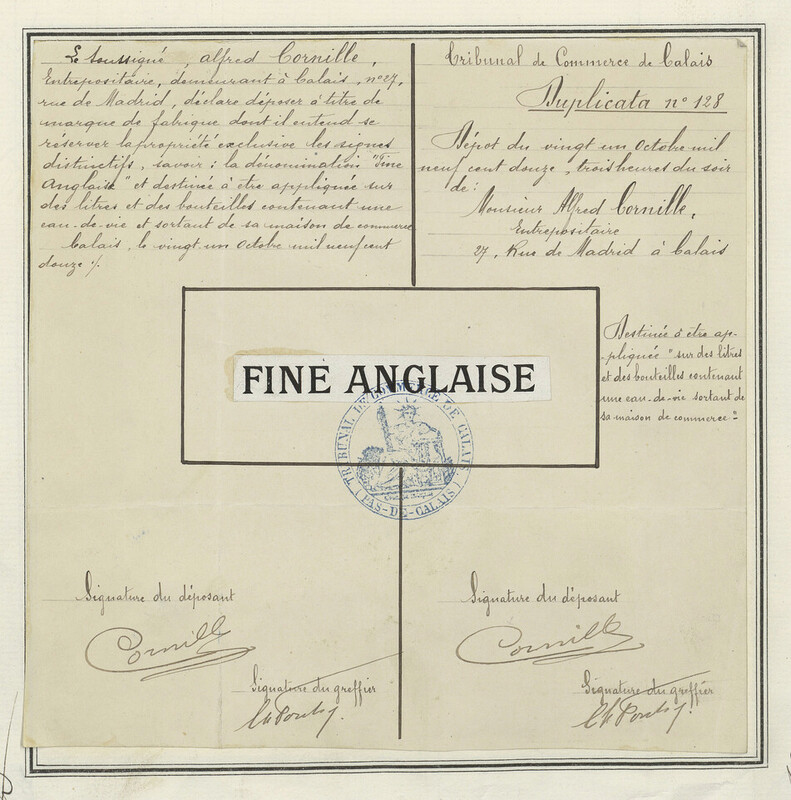 Le soussigné, alfred Cornille,
Entrepositaire, demeurant à Calais, n° 27,
rue de Madrid, déclare déposer à titre de
marque de fabrique dont il entend se
réserver la propriété exclusive les signes
distinctifs, savoir : la dénomination "Fine
Anglaise" et destinée à etre appliquée sur
des litres et des bouteilles contenant une
eau-de-vie et sortant de sa maison de commerce
Calais, le vingt un Octobre mil neuf cent
douze ./.
Tribunal de Commerce de Calais
Duplicata n° 128
Dépot du vingt un Octobre mil
neuf cent douze, trois heures du soir
de :
Monsieur Alfred Cornille,
Entrepositaire
27, Rue de Madrid à Calais
FINE ANGLAISE
Destinée à etre ap-
pliquée "sur des litres
et des bouteilles contenant
une eau-de-vie sortant de
sa maison de commerce"
TRIBUNAL DE COMMERCE DE CALAIS
(PAS-DE-CALAIS)
Signature du déposant
Cornille
Signature du greffier
Signature du déposant
Cornille
Signature du greffier